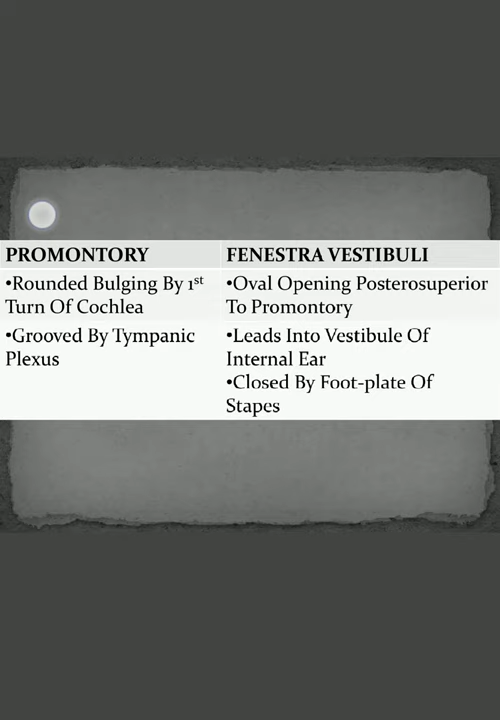 PROMONTORY
•Rounded Bulging By 1st
Turn Of Cochlea
•Grooved By Tympanic
Plexus
FENESTRA VESTIBULI
•Oval Opening Posterosuperior
To Promontory
•Leads Into Vestibule Of
Internal Ear
•Closed By Foot-plate Of
Stapes